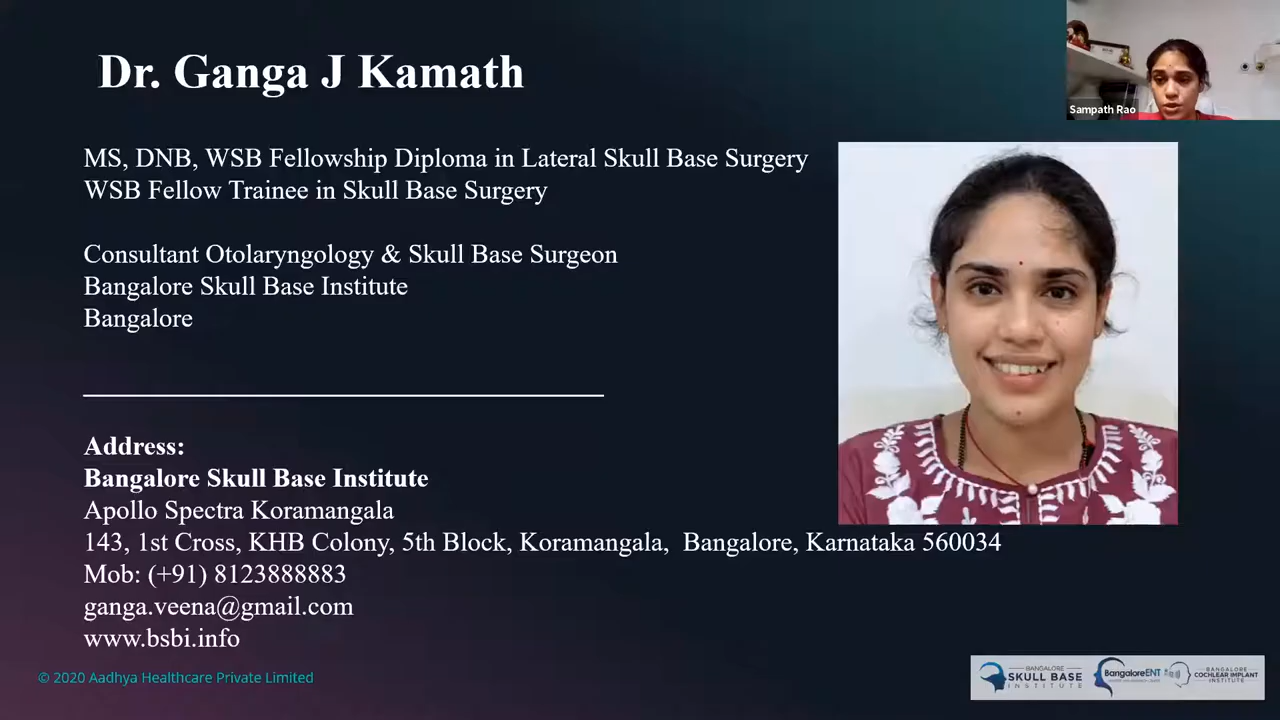 Dr. Ganga J Kamath
Sampath Rao
MS, DNB, WSB Fellowship Diploma in Lateral Skull Base Surgery
WSB Fellow Trainee in Skull Base Surgery
Consultant Otolaryngology & Skull Base Surgeon
Bangalore Skull Base Institute
Bangalore
Address:
Bangalore Skull Base Institute
Apollo Spectra Koramangala
143, 1st Cross, KHB Colony, 5th Block, Koramangala, Bangalore, Karnataka 560034
Mob: (+91) 8123888883
ganga.veena@gmail.com
www.bsbi.info
© 2020 Aadhya Healthcare Private Limited
BANGALORE
SKULL BASE
INSTITUTE
BangaloreENT
BANGALORE
COCHLEAR IMPLANT
INSTITUTE